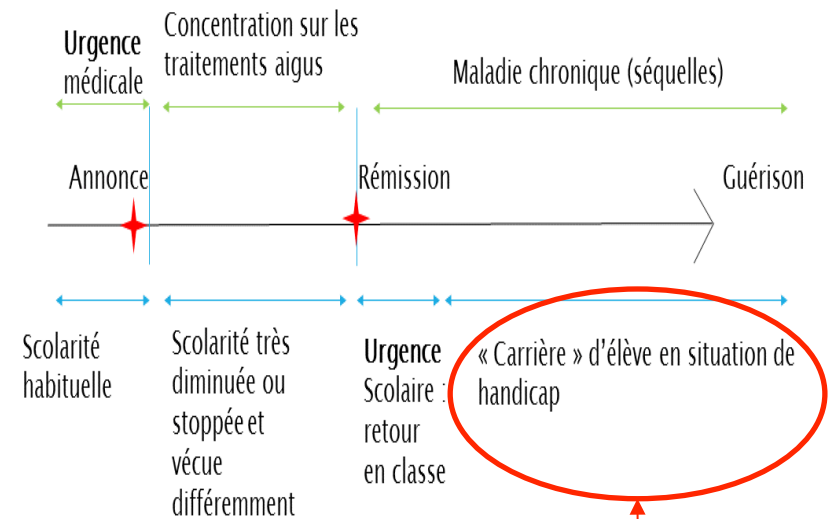 Urgence
médicale
Concentration sur les
traitements aigus
Maladie chronique (séquelles)
Annonce
Rémission
Guérison
Scolarité
habituelle
Scolarité très
diminuée ou
stoppée et
vécue
différemment
Urgence
Scolaire :
retour
en classe
« Carrière » d'élève en situation de
handicap